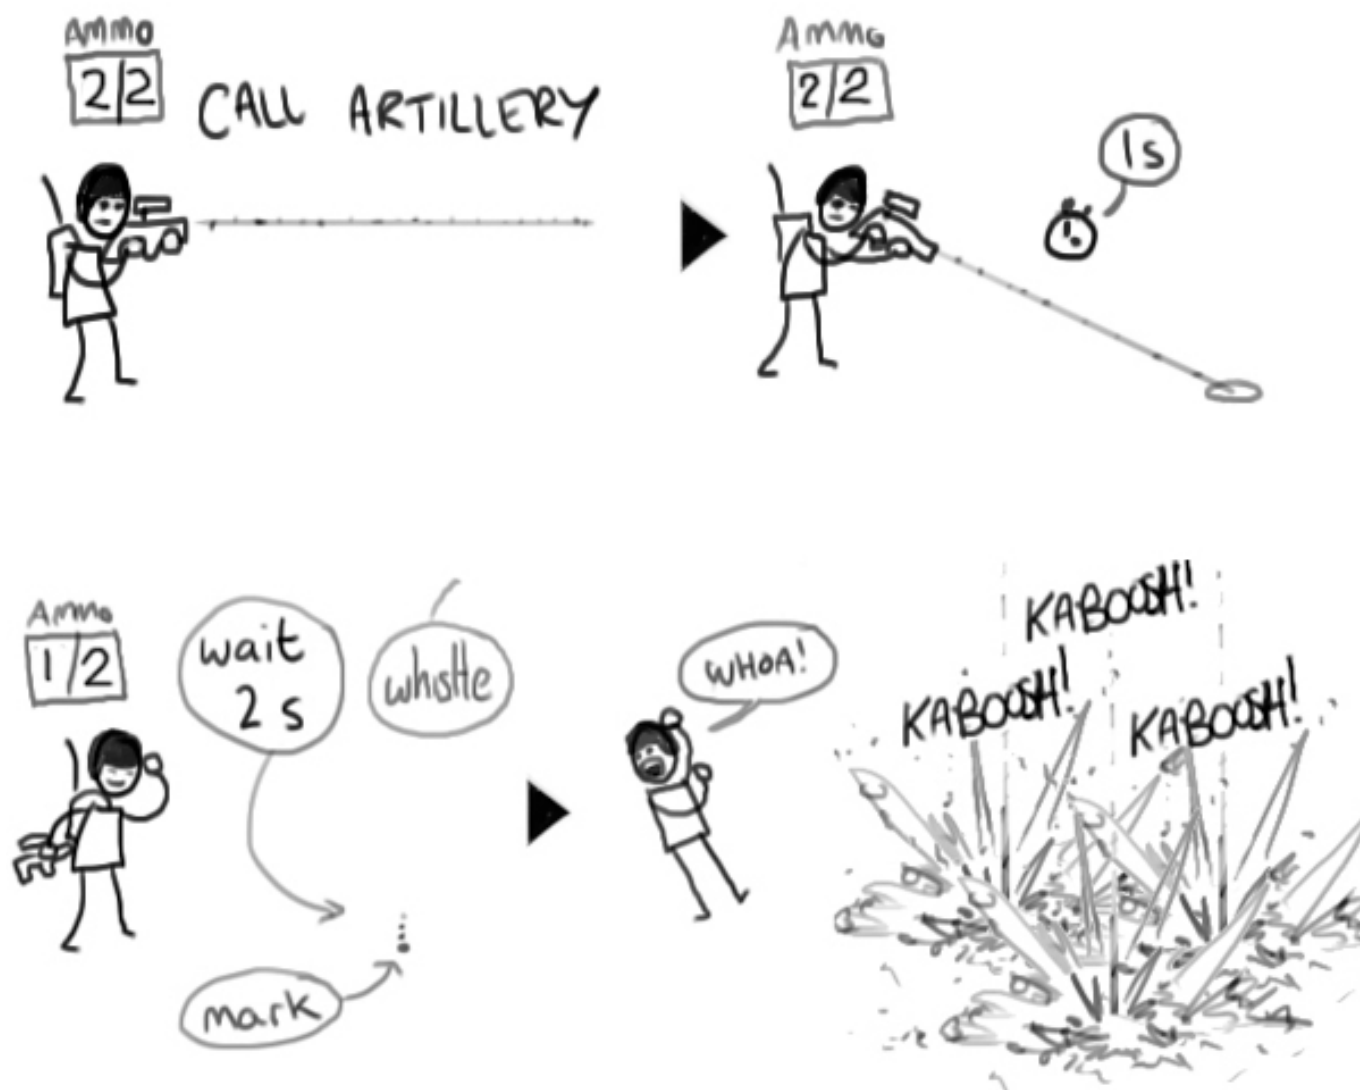 AMMO
2/2
CALL ARTILLERY
AMMO
2/2
1s
AMMO
1/2
wait
2 s
whistle
mark
WHOA!
KABOOSH!
KABOOSH!
KABOOSH!